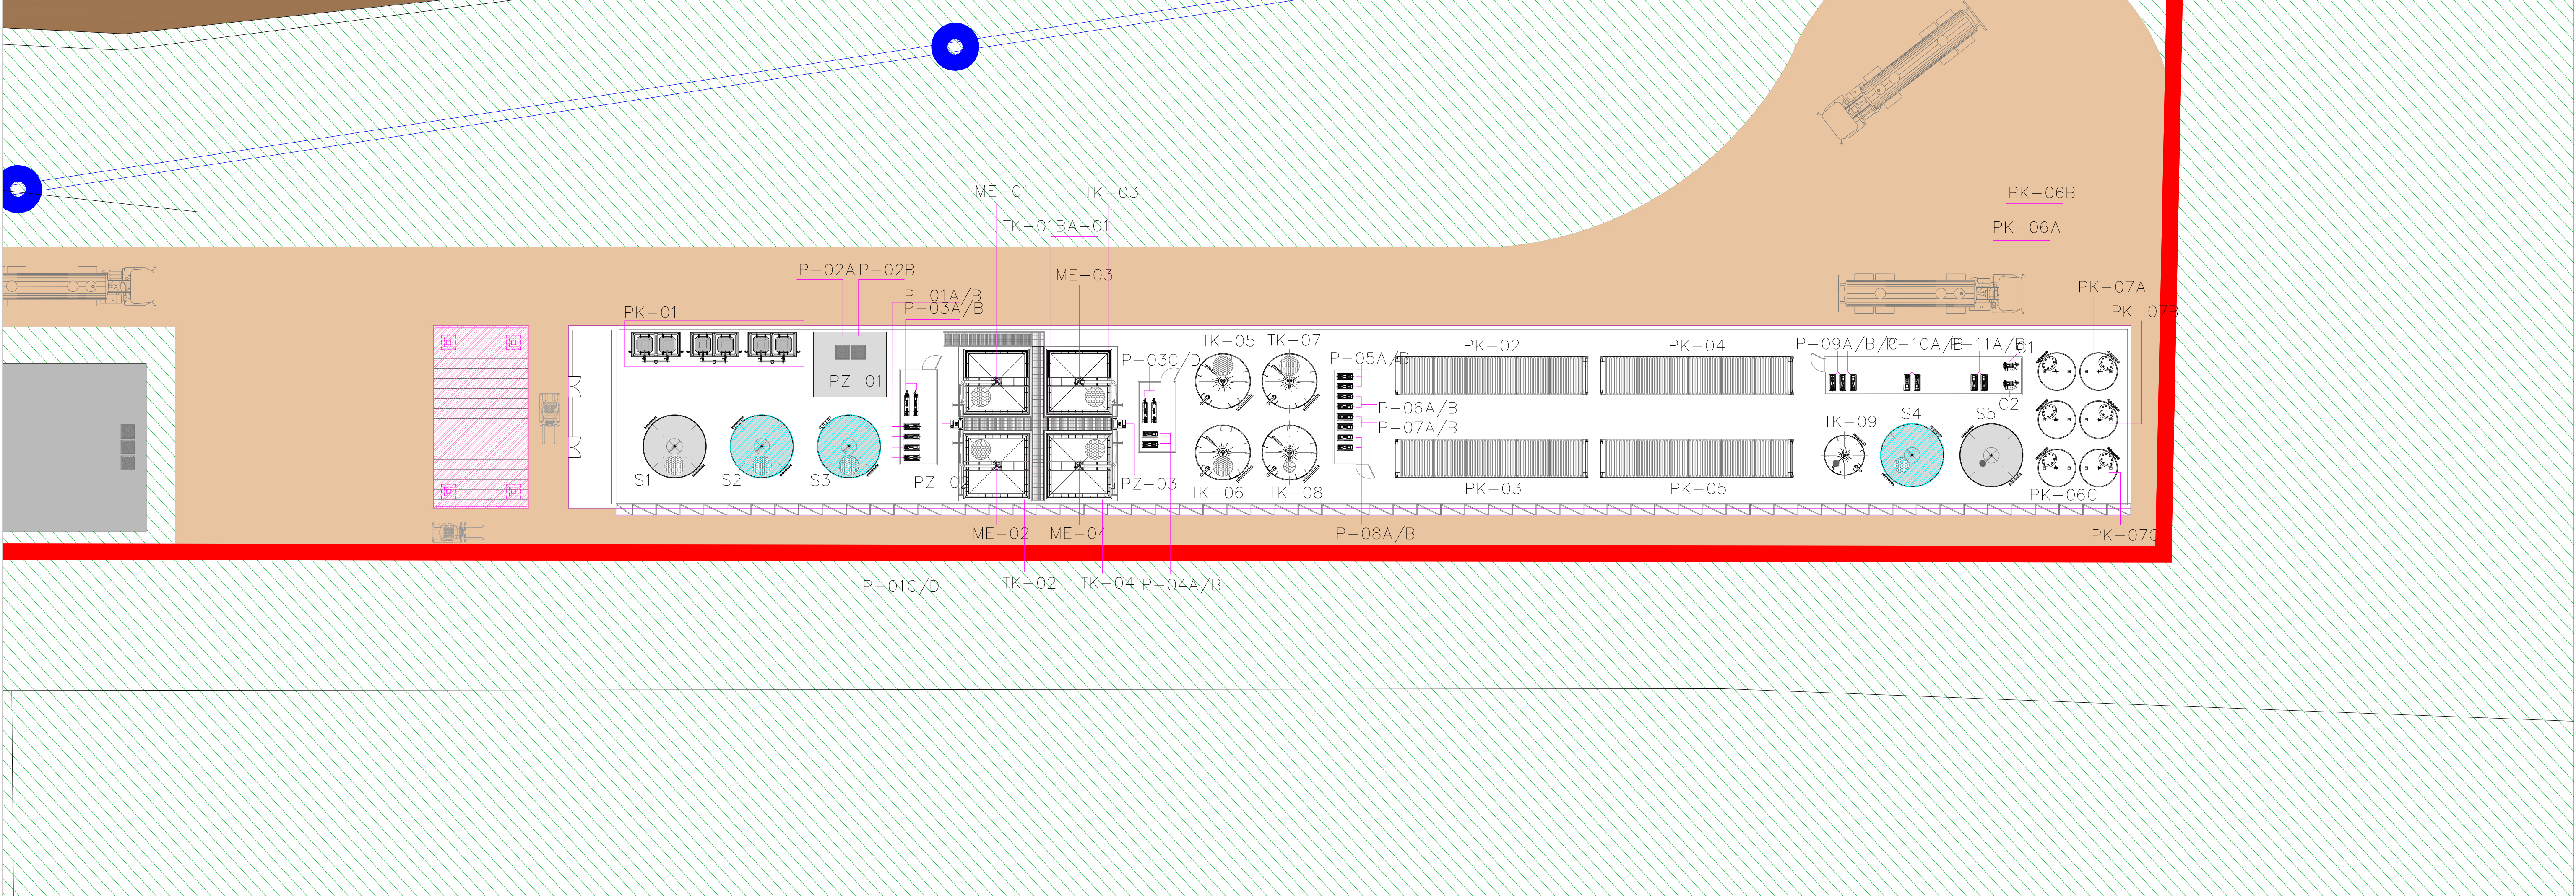 ME-01
TK-03
PK-06B
TK-01
BA-01
PK-06A
P-02A
P-02B
ME-03
PK-07A
P-01A/B
P-03A/B
PK-01
PK-07B
TK-05
TK-07
PK-02
PK-04
P-09A/B/C
P-10A/B
P-11A/B
C1
P-03C/D
P-05A/B
PZ-01
C2
P-06A/B
S4
S5
TK-09
P-07A/B
S1
S2
S3
PZ-02
PZ-03
TK-06
TK-08
PK-03
PK-05
PK-06C
ME-02
ME-04
P-08A/B
PK-07C
P-01C/D
TK-02
TK-04
P-04A/B